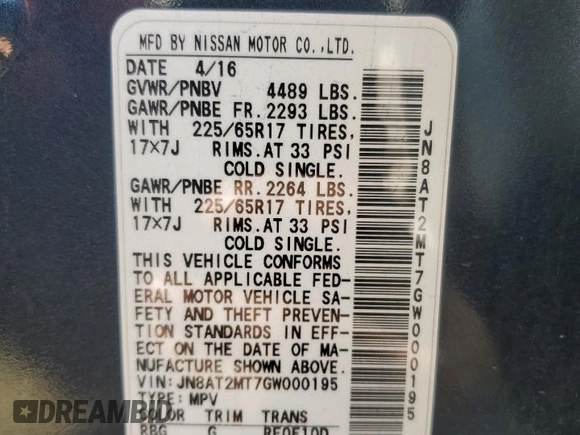 MFD BY NISSAN MOTOR CO.,LTD.
DATE 4/16
GVWR/PNBV 4489 LBS.
GAWR/PNBE FR. 2293 LBS.
WITH 225/65R17 TIRES,
17×7J RIMS. AT 33 PSI
COLD SINGLE.
GAWR/PNBE RR. 2264 LBS.
WITH 225/65R17 TIRES,
17×7J RIMS. AT 33 PSI
COLD SINGLE.
THIS VEHICLE CONFORMS
TO ALL APPLICABLE FED-
ERAL MOTOR VEHICLE SA-
FETY AND THEFT PREVEN-
TION STANDARDS IN EFF-
ECT ON THE DATE OF MA-
NUFACTURE SHOWN ABOVE.
VIN: JN8AT2MT7GW000195
TYPE: MPV
COLOR TRIM TRANS
RBG G RE0F10D
JN8AT2MT7GW000195
DREAMBID